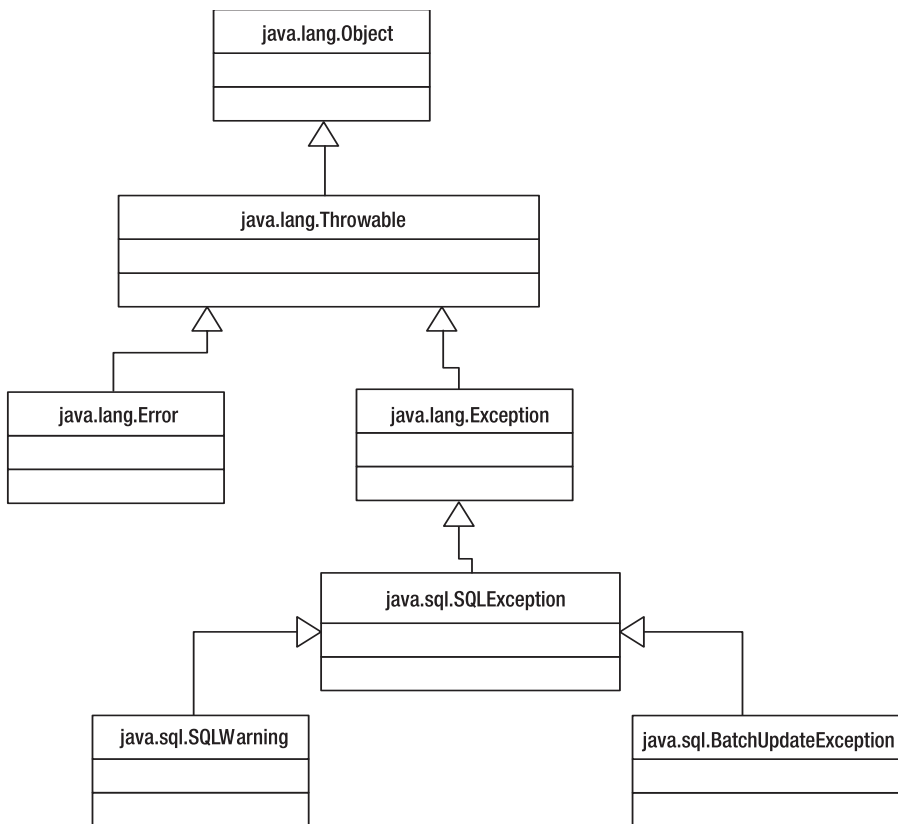 java.lang.Object
java.lang.Throwable
java.lang.Error
java.lang.Exception
java.sql.SQLException
java.sql.SQLWarning
java.sql.BatchUpdateException